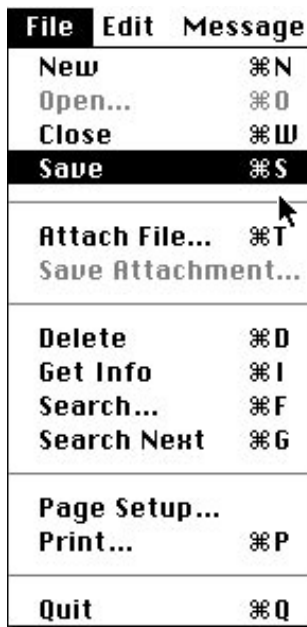 File Edit Message
New ⌘N
Open... ⌘O
Close ⌘W
Save ⌘S
Attach File... ⌘T
Save Attachment...
Delete ⌘D
Get Info ⌘I
Search... ⌘F
Search Next ⌘G
Page Setup...
Print... ⌘P
Quit ⌘Q